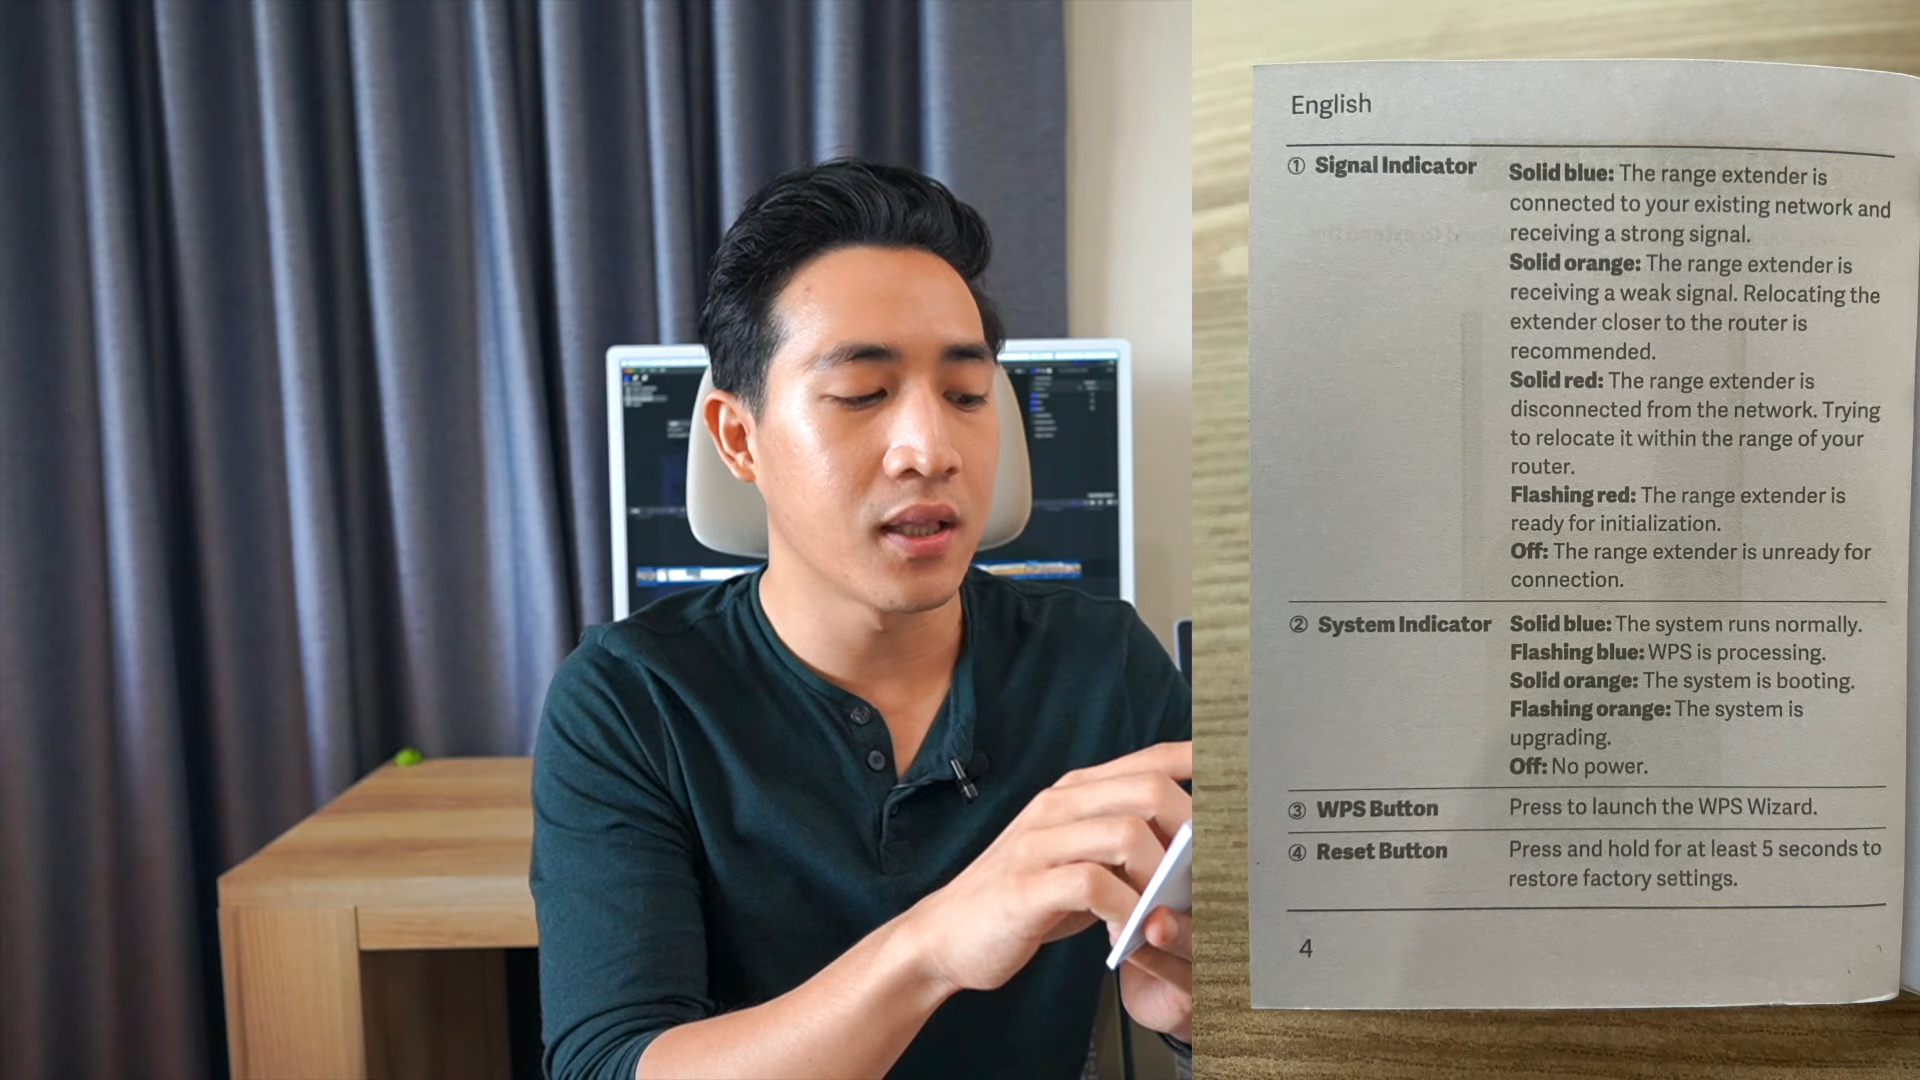 English
① Signal Indicator
Solid blue: The range extender is
connected to your existing network and
receiving a strong signal.
Solid orange: The range extender is
receiving a weak signal. Relocating the
extender closer to the router is
recommended.
Solid red: The range extender is
disconnected from the network. Trying
to relocate it within the range of your
router.
Flashing red: The range extender is
ready for initialization.
Off: The range extender is unready for
connection.
② System Indicator
Solid blue: The system runs normally.
Flashing blue: WPS is processing.
Solid orange: The system is booting.
Flashing orange: The system is
upgrading.
Off: No power.
③ WPS Button
Press to launch the WPS Wizard.
④ Reset Button
Press and hold for at least 5 seconds to
restore factory settings.
4